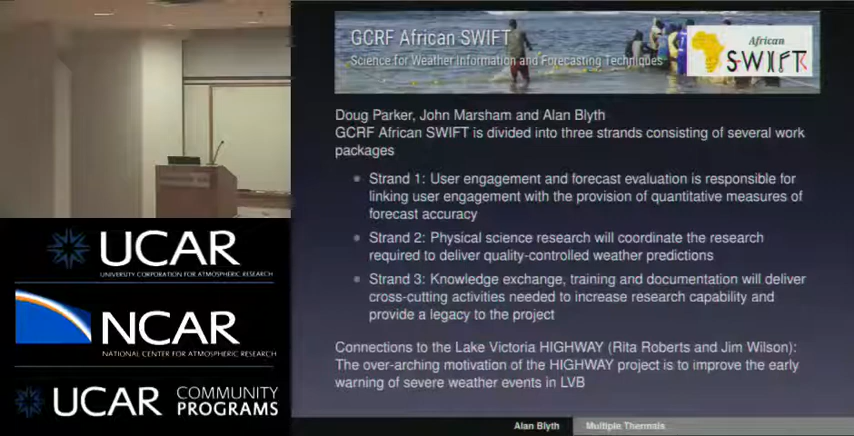 GCRF African SWIFT
Science for Weather Information and Forecasting Techniques
African
SWIFT
Doug Parker, John Marsham and Alan Blyth
GCRF African SWIFT is divided into three strands consisting of several work
packages
Strand 1: User engagement and forecast evaluation is responsible for
linking user engagement with the provision of quantitative measures of
forecast accuracy
Strand 2: Physical science research will coordinate the research
required to deliver quality-controlled weather predictions
Strand 3: Knowledge exchange, training and documentation will deliver
cross-cutting activities needed to increase research capability and
provide a legacy to the project
Connections to the Lake Victoria HIGHWAY (Rita Roberts and Jim Wilson):
The over-arching motivation of the HIGHWAY project is to improve the early
warning of severe weather events in LVB
Alan Blyth
Multiple Thermals
UCAR
UNIVERSITY CORPORATION FOR ATMOSPHERIC RESEARCH
NCAR
NATIONAL CENTER FOR ATMOSPHERIC RESEARCH
UCAR
COMMUNITY
PROGRAMS